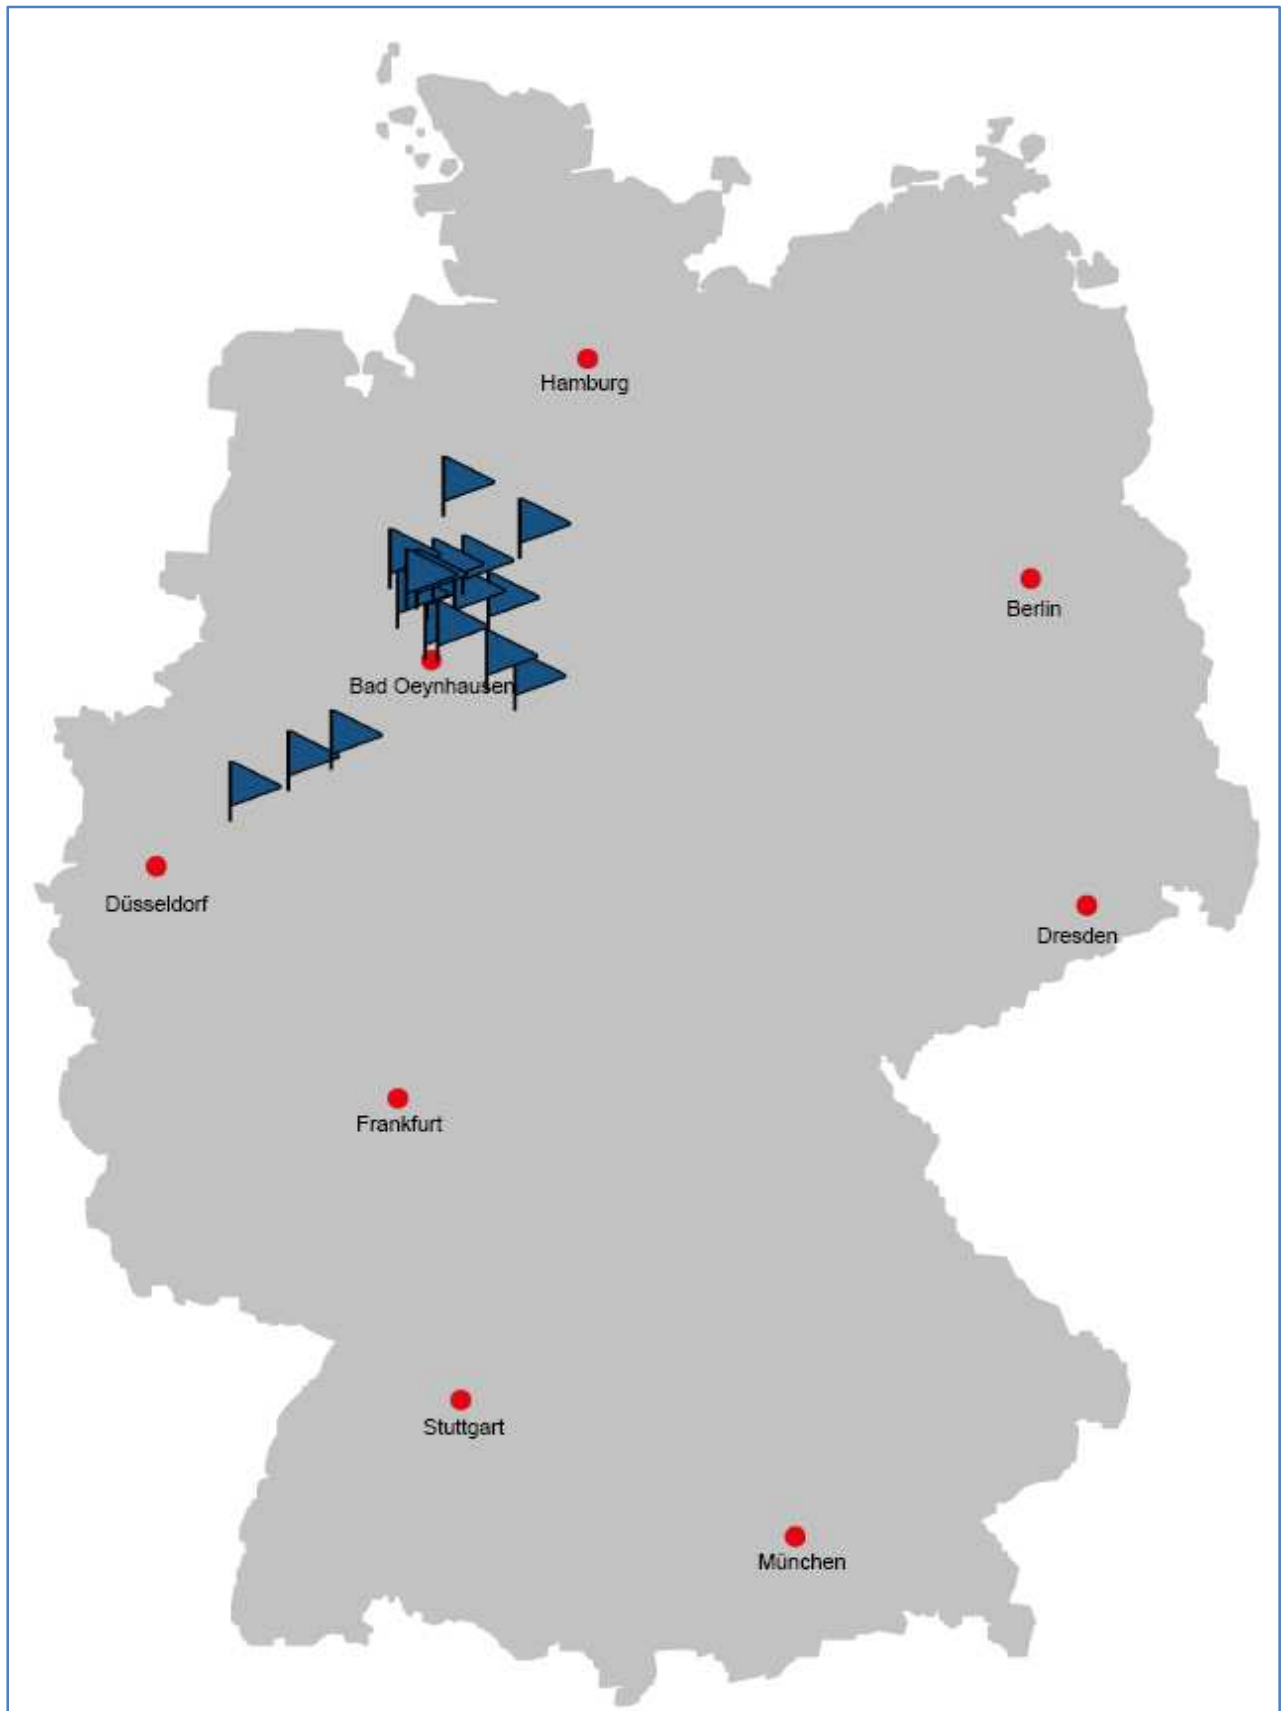 Hamburg
Berlin
Bad Oeynhausen
Düsseldorf
Dresden
Frankfurt
Stuttgart
München